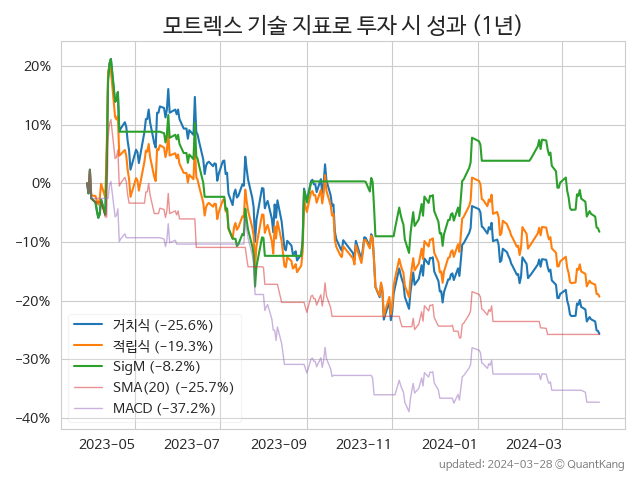 모트렉스 기술 지표로 투자 시 성과 (1년)
20%
10%
0%
−10%
−20%
−30%
−40%
거치식 (−25.6%)
적립식 (−19.3%)
SigM (−8.2%)
SMA(20) (−25.7%)
MACD (−37.2%)
2023−05
2023−07
2023−09
2023−11
2024−01
2024−03
updated: 2024−03−28 © QuantKang